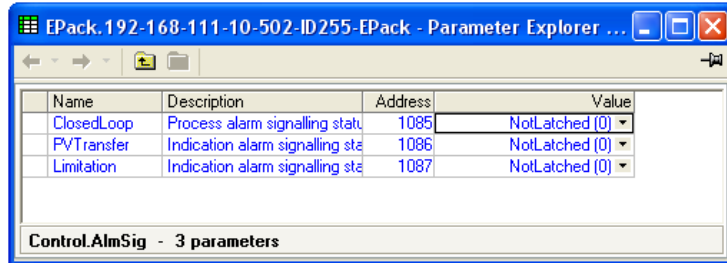 EPack.192-168-111-10-502-ID255-EPack - Parameter Explorer ...
Name Description Address Value
ClosedLoop Process alarm signalling statu 1085 NotLatched (0)
PVTransfer Indication alarm signalling sta 1086 NotLatched (0)
Limitation Indication alarm signalling sta 1087 NotLatched (0)
Control.AlmSig - 3 parameters